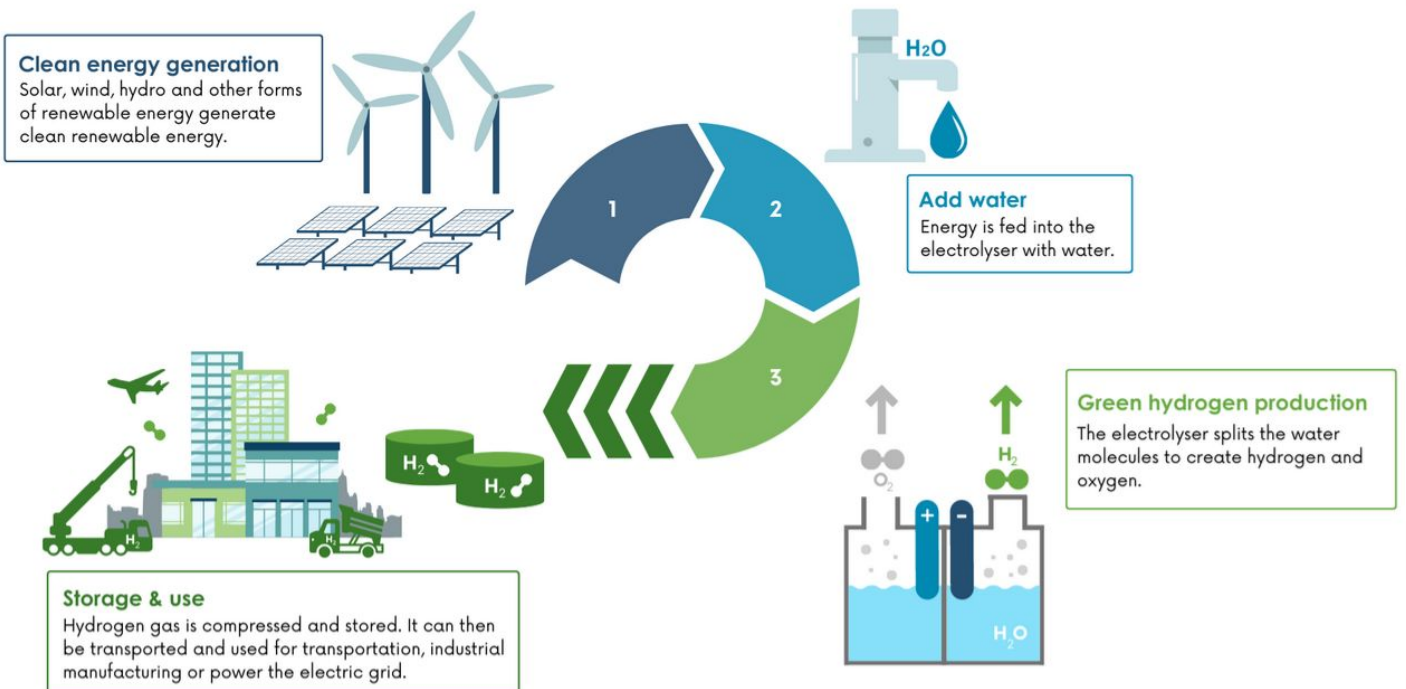 Clean energy generation
Solar, wind, hydro and other forms
of renewable energy generate
clean renewable energy.
H₂O
1
2
Add water
Energy is fed into the
electrolyser with water.
3
Green hydrogen production
The electrolyser splits the water
molecules to create hydrogen and
oxygen.
H₂
O₂
+
-
H₂O
H₂
H₂
H₂
H₂
Storage & use
Hydrogen gas is compressed and stored. It can then
be transported and used for transportation, industrial
manufacturing or power the electric grid.